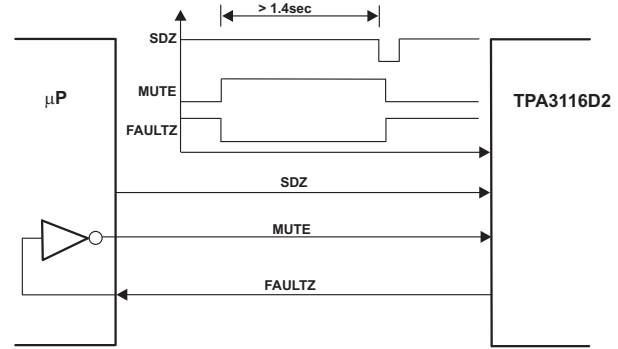 > 1.4sec
SDZ
MUTE
FAULTZ
μP
TPA3116D2
SDZ
MUTE
FAULTZ